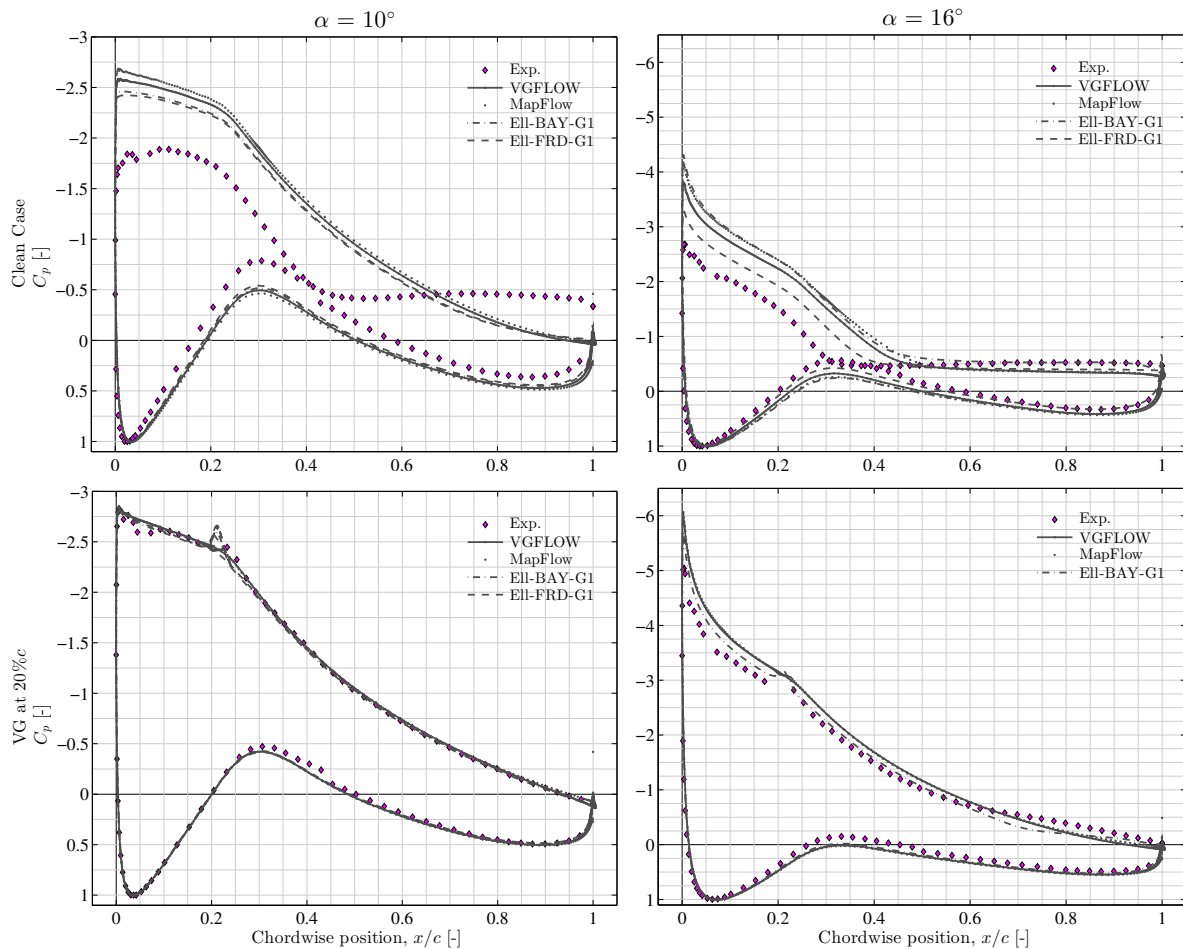 α = 10°
α = 16°
Clean Case
C_p [-]
−3
−2.5
−2
−1.5
−1
−0.5
0
0.5
1
0
0.2
0.4
0.6
0.8
1
Exp.
VGFLOW
MapFlow
Ell-BAY-G1
Ell-FRD-G1
−6
−5
−4
−3
−2
−1
0
1
0
0.2
0.4
0.6
0.8
1
Exp.
VGFLOW
MapFlow
Ell-BAY-G1
Ell-FRD-G1
VG at 20%c
C_p [-]
−3
−2.5
−2
−1.5
−1
−0.5
0
0.5
1
0
0.2
0.4
0.6
0.8
1
Exp.
VGFLOW
MapFlow
Ell-BAY-G1
Ell-FRD-G1
Chordwise position, x/c [-]
−6
−5
−4
−3
−2
−1
0
1
0
0.2
0.4
0.6
0.8
1
Exp.
VGFLOW
MapFlow
Ell-BAY-G1
Chordwise position, x/c [-]